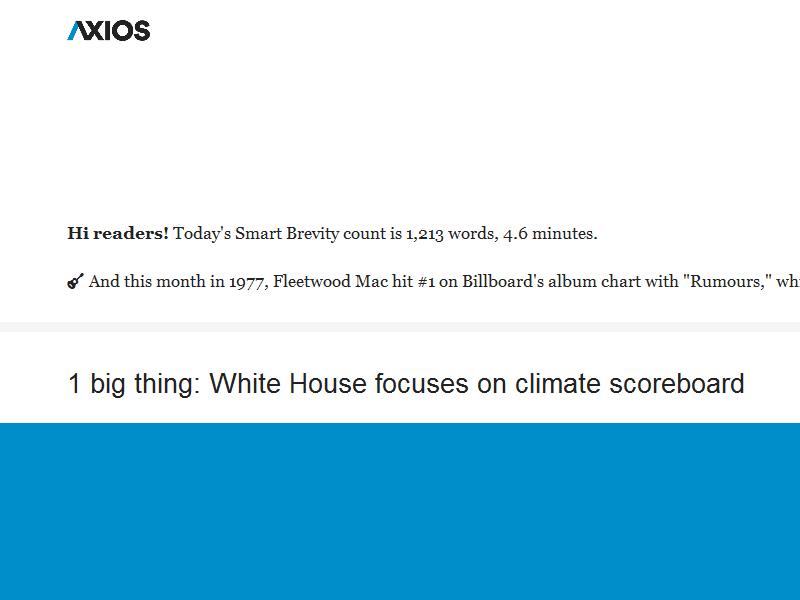 AXIOS
Hi readers! Today's Smart Brevity count is 1,213 words, 4.6 minutes.
🎸 And this month in 1977, Fleetwood Mac hit #1 on Billboard's album chart with "Rumours," wh
1 big thing: White House focuses on climate scoreboard